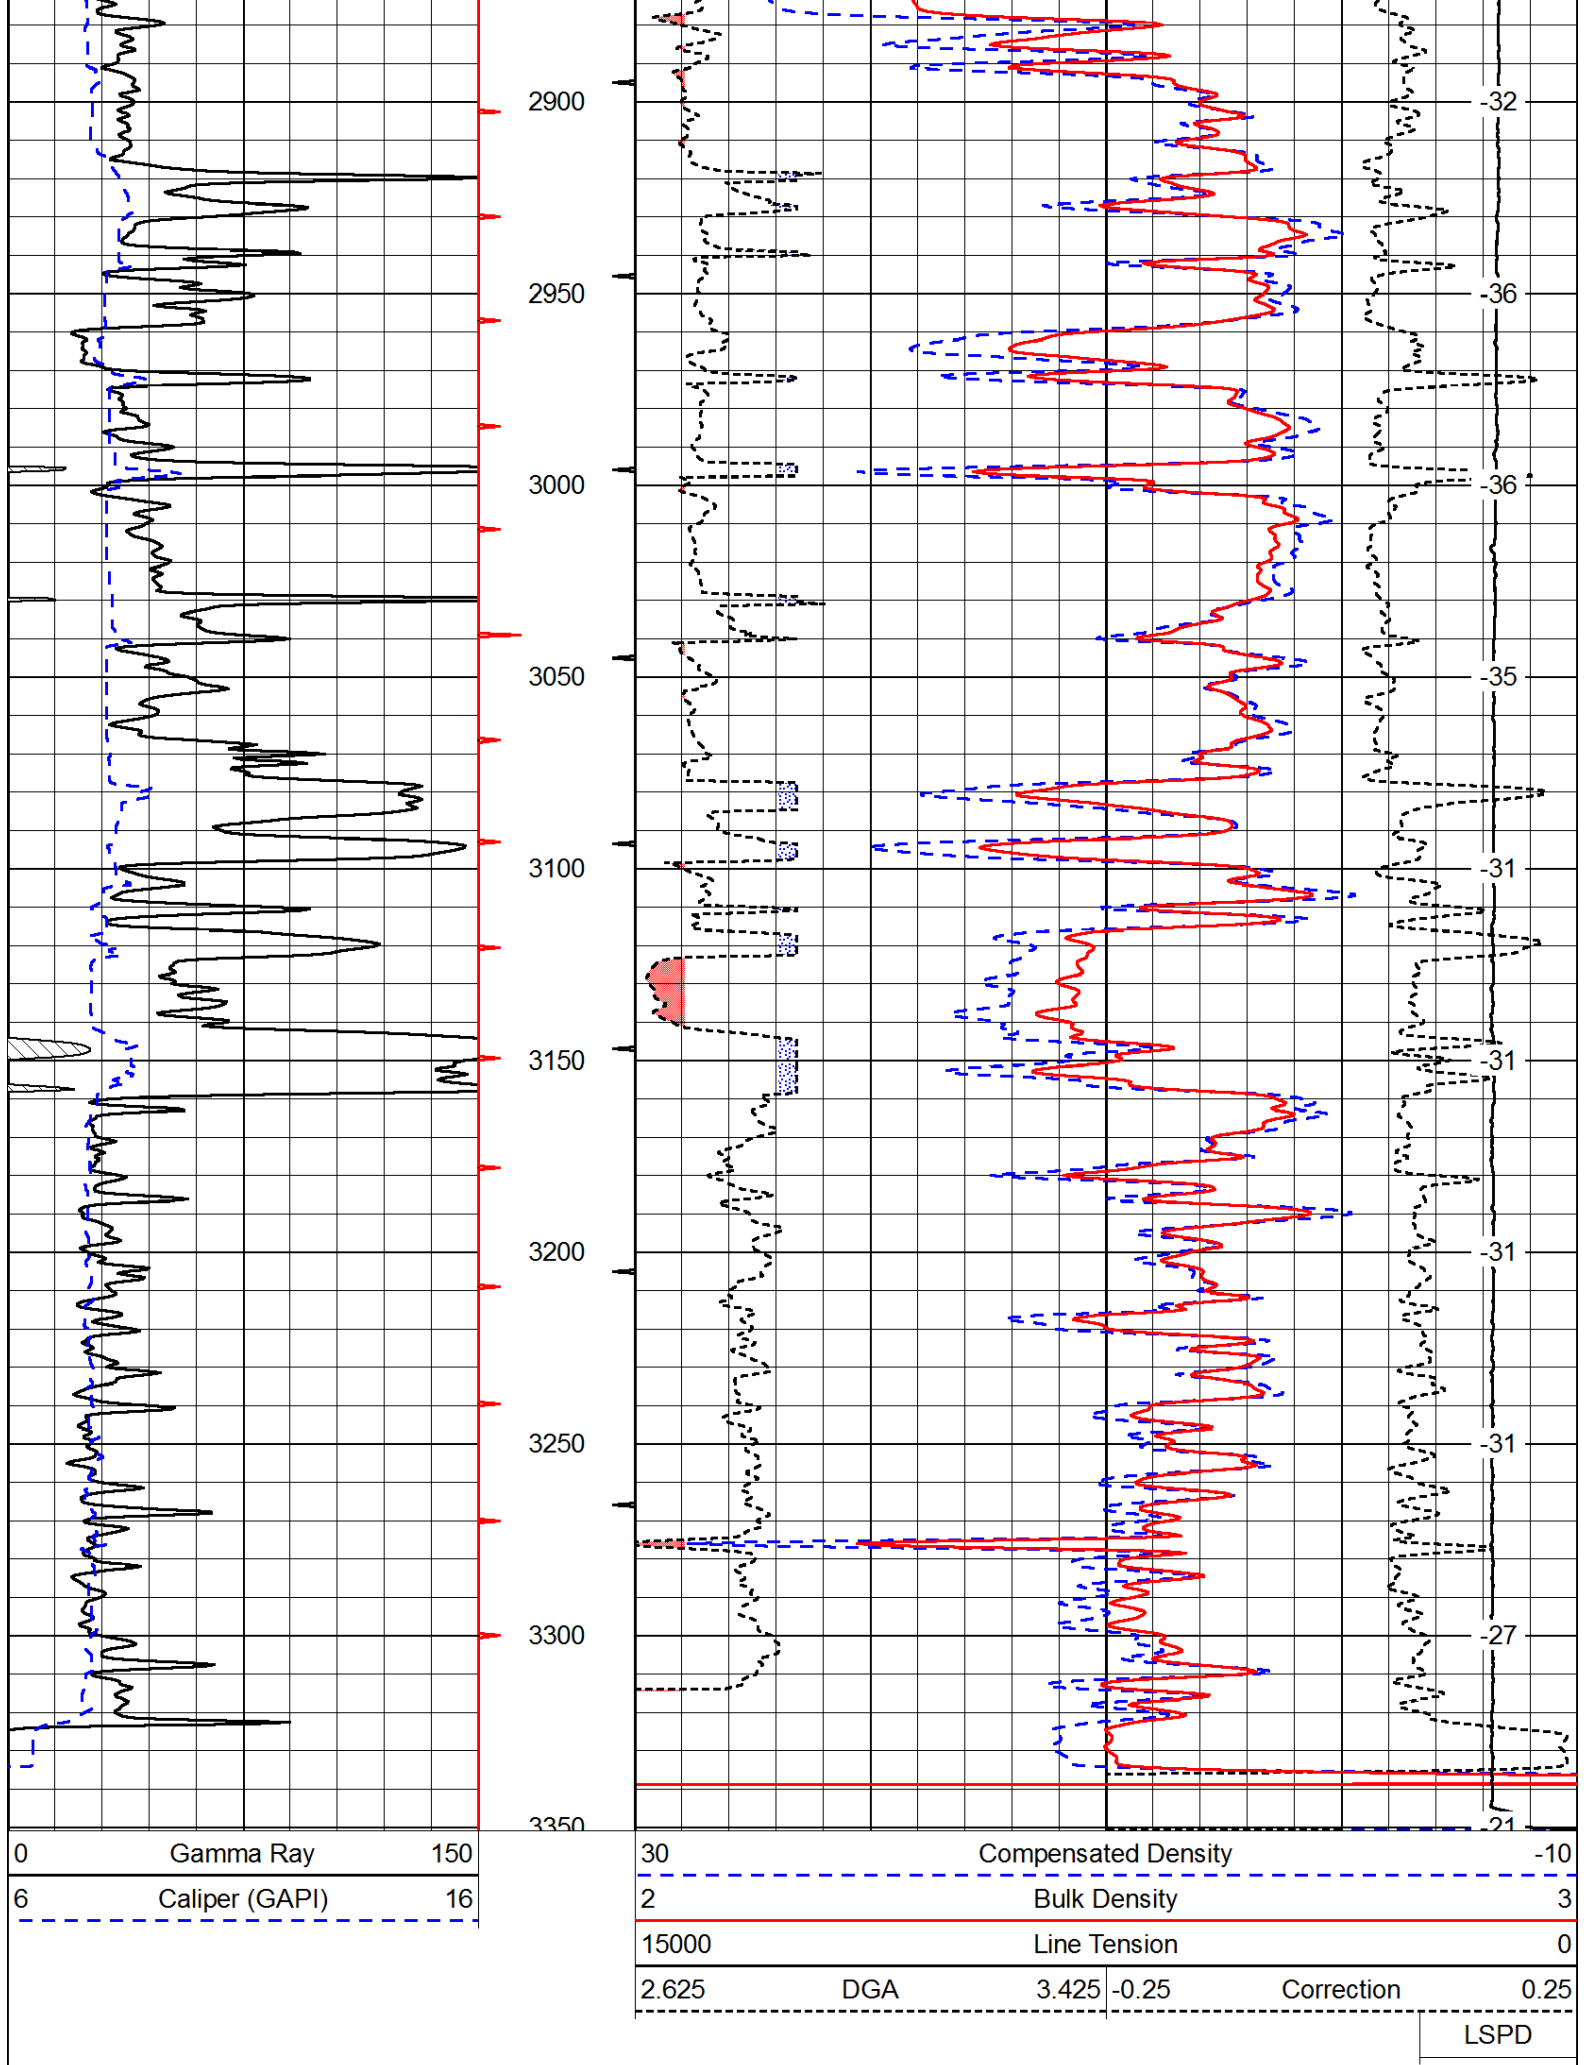 2900 -32
2950 -36
3000 -36
3050 -35
3100 -31
3150 -31
3200 -31
3250 -31
3300 -27
3350 -21
0 Gamma Ray 150 30 Compensated Density -10
6 Caliper (GAPI) 16 2 Bulk Density 3
15000 Line Tension 0
2.625 DGA 3.425 -0.25 Correction 0.25
LSPD